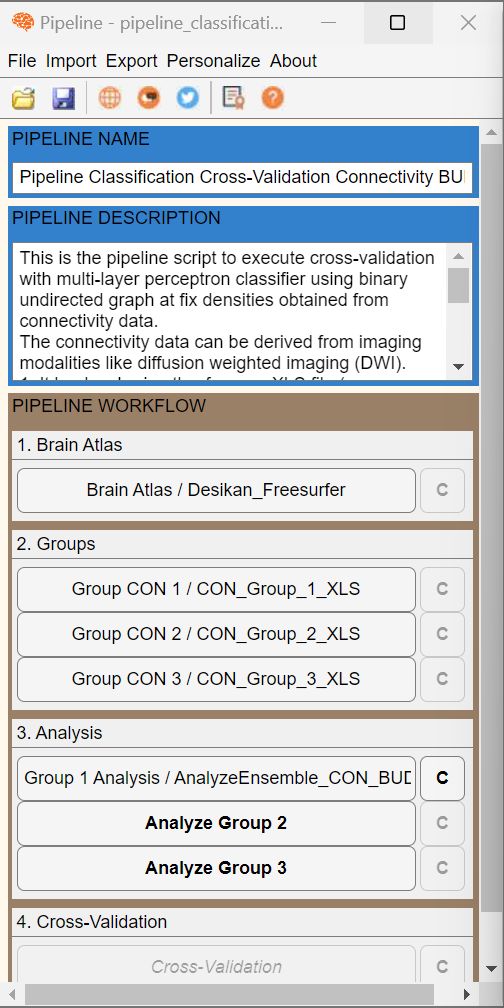 Pipeline - pipeline_classificati...
File Import Export Personalize About
PIPELINE NAME
Pipeline Classification Cross-Validation Connectivity BU
PIPELINE DESCRIPTION
This is the pipeline script to execute cross-validation
with multi-layer perceptron classifier using binary
undirected graph at fix densities obtained from
connectivity data.
The connectivity data can be derived from imaging
modalities like diffusion weighted imaging (DWI).
PIPELINE WORKFLOW
1. Brain Atlas
Brain Atlas / Desikan_Freesurfer C
2. Groups
Group CON 1 / CON_Group_1_XLS C
Group CON 2 / CON_Group_2_XLS C
Group CON 3 / CON_Group_3_XLS C
3. Analysis
Group 1 Analysis / AnalyzeEnsemble_CON_BUD C
Analyze Group 2 C
Analyze Group 3 C
4. Cross-Validation
Cross-Validation C